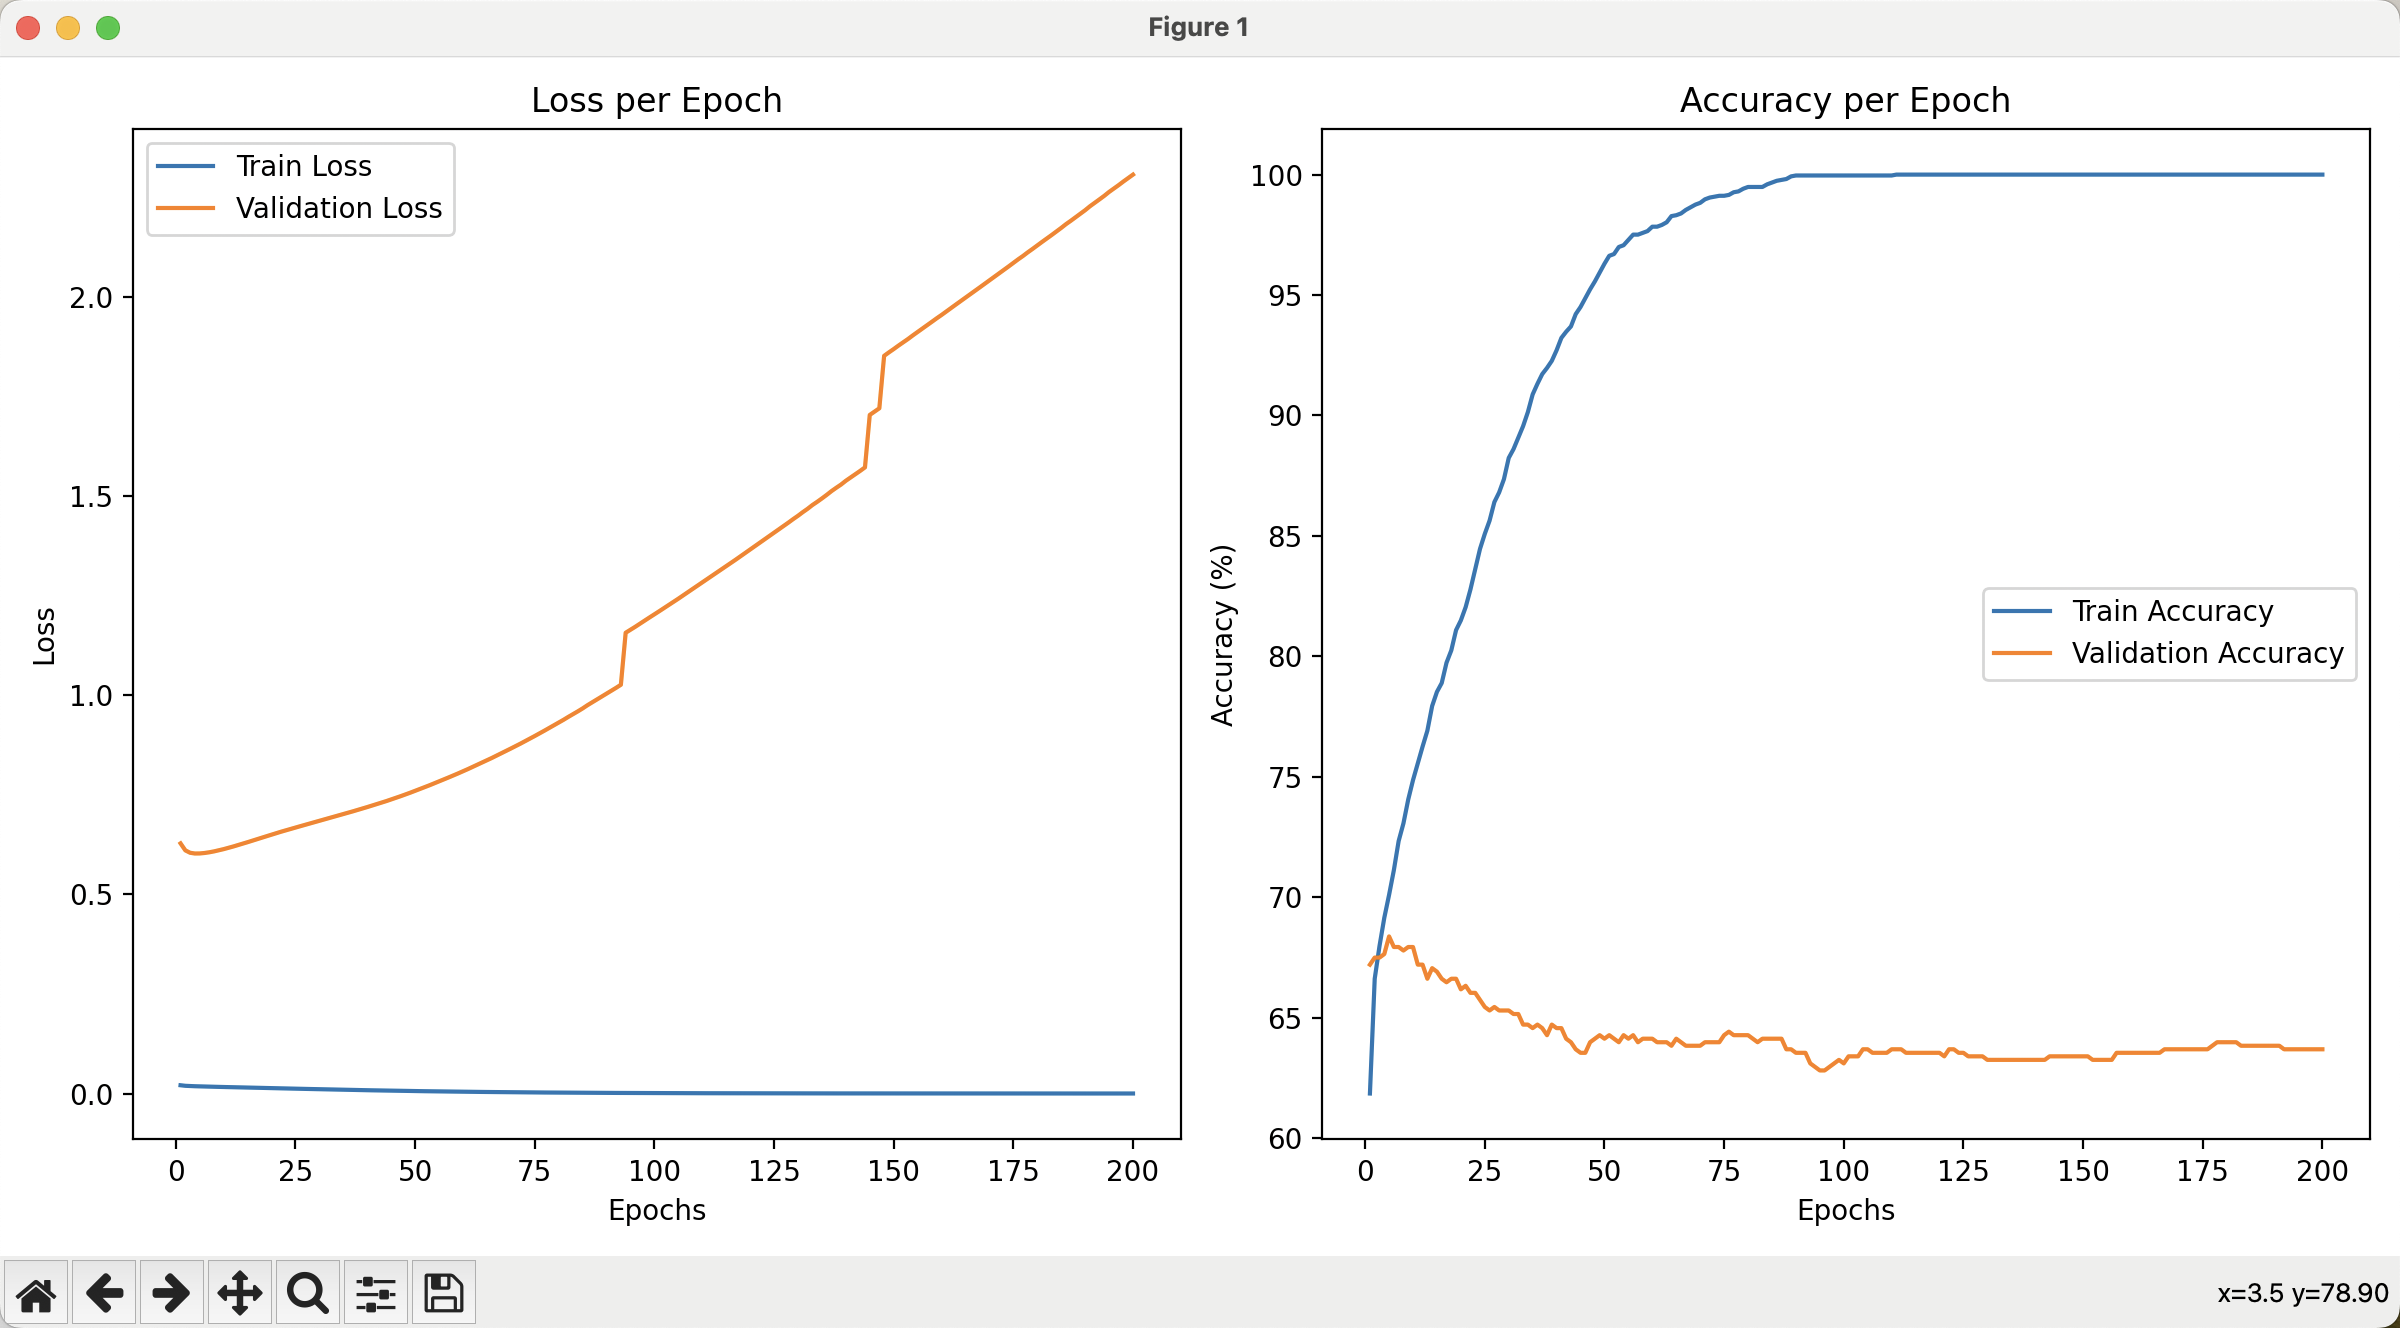 Figure 1
Loss per Epoch
Train Loss
Validation Loss
2.0
1.5
1.0
0.5
0.0
Loss
0 25 50 75 100 125 150 175 200
Epochs
Accuracy per Epoch
100
95
90
85
80
75
70
65
60
Accuracy (%)
Train Accuracy
Validation Accuracy
0 25 50 75 100 125 150 175 200
Epochs
x=3.5 y=78.90